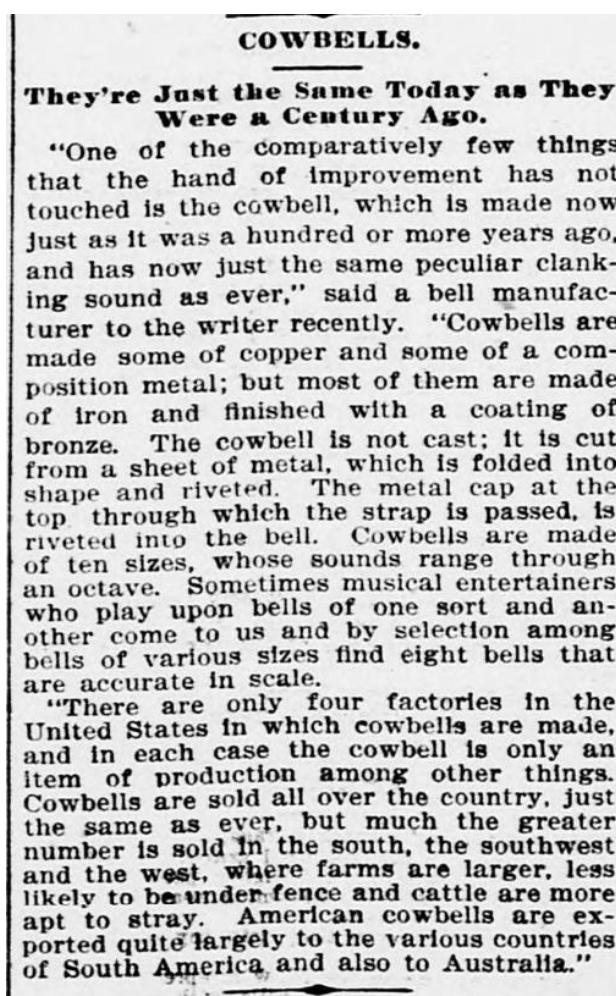 COWBELLS.
They're Just the Same Today as They
Were a Century Ago.
"One of the comparatively few things
that the hand of improvement has not
touched is the cowbell, which is made now
just as it was a hundred or more years ago,
and has now just the same peculiar clank-
ing sound as ever," said a bell manufac-
turer to the writer recently. "Cowbells are
made some of copper and some of a com-
position metal; but most of them are made
of iron and finished with a coating of
bronze. The cowbell is not cast; it is cut
from a sheet of metal, which is folded into
shape and riveted. The metal cap at the
top through which the strap is passed, is
riveted into the bell. Cowbells are made
of ten sizes, whose sounds range through
an octave. Sometimes musical entertainers
who play upon bells of one sort and an-
other come to us and by selection among
bells of various sizes find eight bells that
are accurate in scale.
"There are only four factories in the
United States in which cowbells are made,
and in each case the cowbell is only an
item of production among other things.
Cowbells are sold all over the country, just
the same as ever, but much the greater
number is sold in the south, the southwest
and the west, where farms are larger, less
likely to be under fence and cattle are more
apt to stray. American cowbells are ex-
ported quite largely to the various countries
of South America and also to Australia."